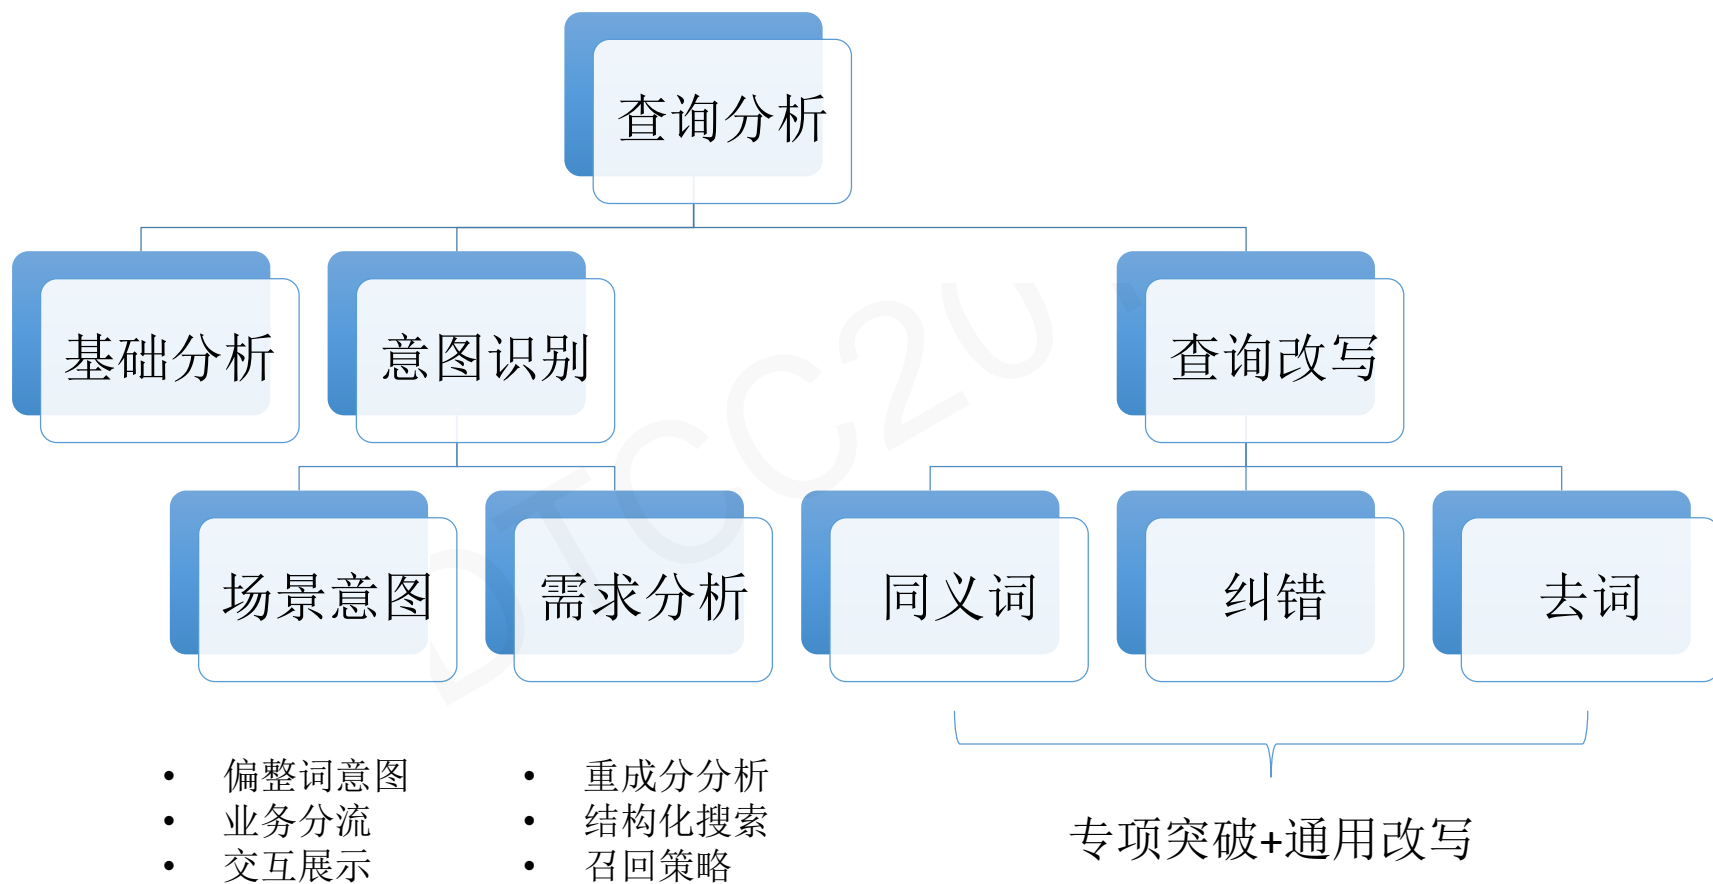 查询分析
基础分析
意图识别
查询改写
场景意图
需求分析
同义词
纠错
去词
• 偏整词意图
• 业务分流
• 交互展示
• 重成分分析
• 结构化搜索
• 召回策略
专项突破+通用改写
DTCC20